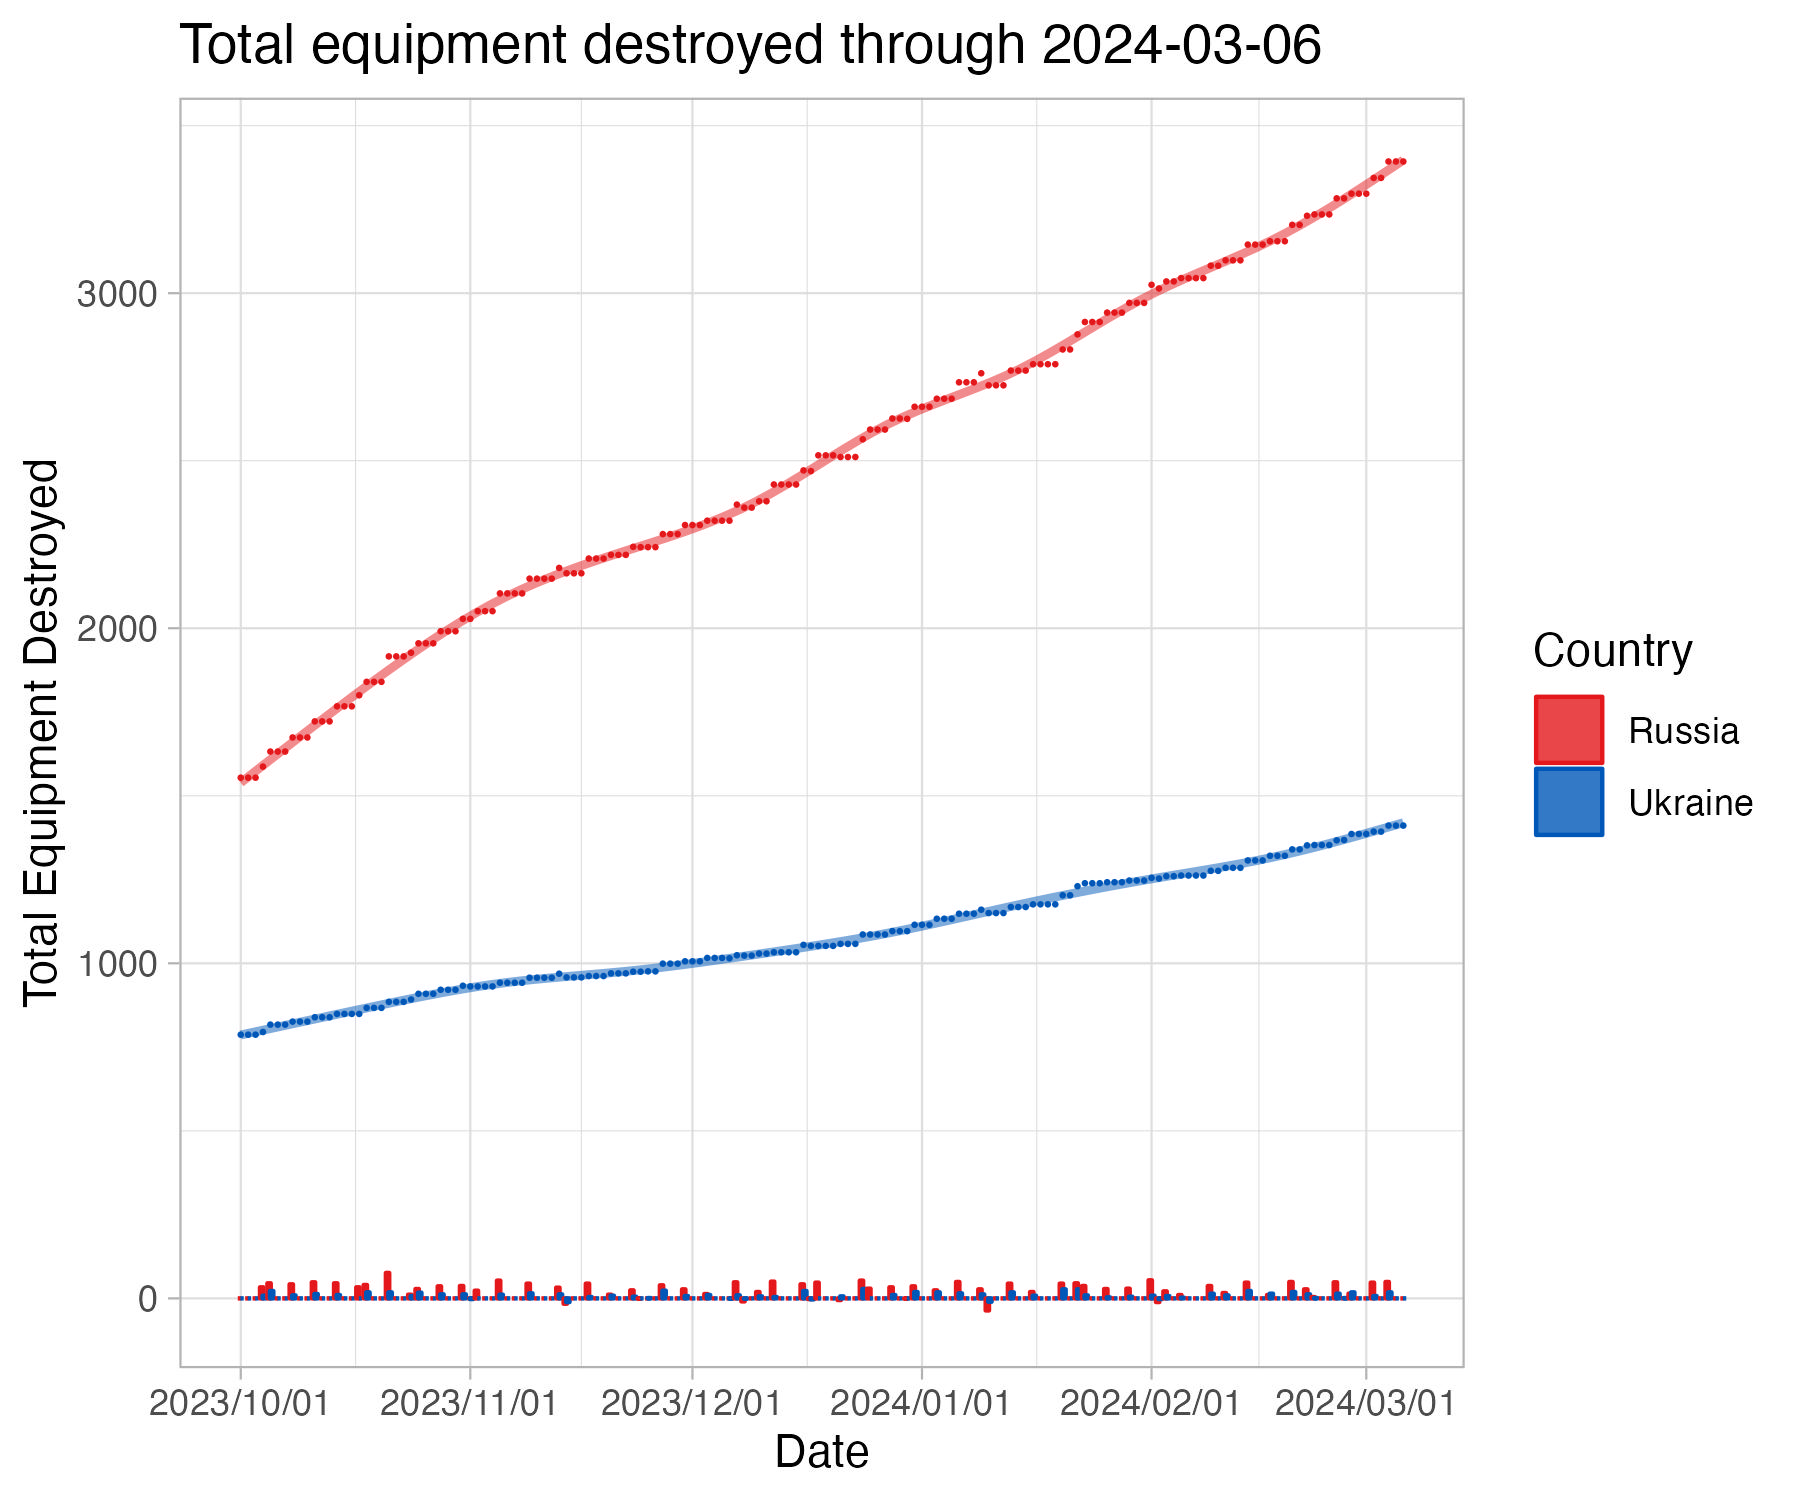 Total equipment destroyed through 2024-03-06
Total Equipment Destroyed
3000
2000
1000
0
2023/10/01 2023/11/01 2023/12/01 2024/01/01 2024/02/01 2024/03/01
Date
Country
Russia
Ukraine